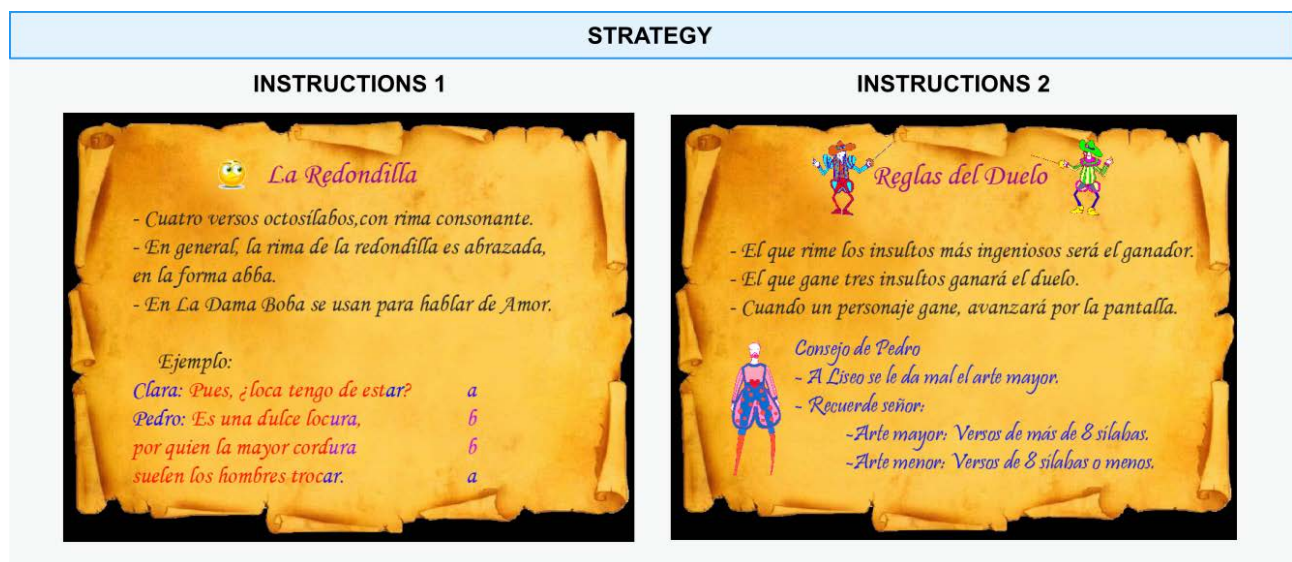 STRATEGY
INSTRUCTIONS 1
La Redondilla
- Cuatro versos octosílabos,con rima consonante.
- En general, la rima de la redondilla es abrazada,
en la forma abba.
- En La Dama Boba se usan para hablar de Amor.
Ejemplo:
Clara: Pues, ¿loca tengo de estar? a
Pedro: Es una dulce locura, b
por quien la mayor cordura b
suelen los hombres trocar. a
INSTRUCTIONS 2
Reglas del Duelo
- El que rime los insultos más ingeniosos será el ganador.
- El que gane tres insultos ganará el duelo.
- Cuando un personaje gane, avanzará por la pantalla.
Consejo de Pedro
- A Liseo se le da mal el arte mayor.
- Recuerde señor:
-Arte mayor: Versos de más de 8 sílabas.
-Arte menor: Versos de 8 sílabas o menos.